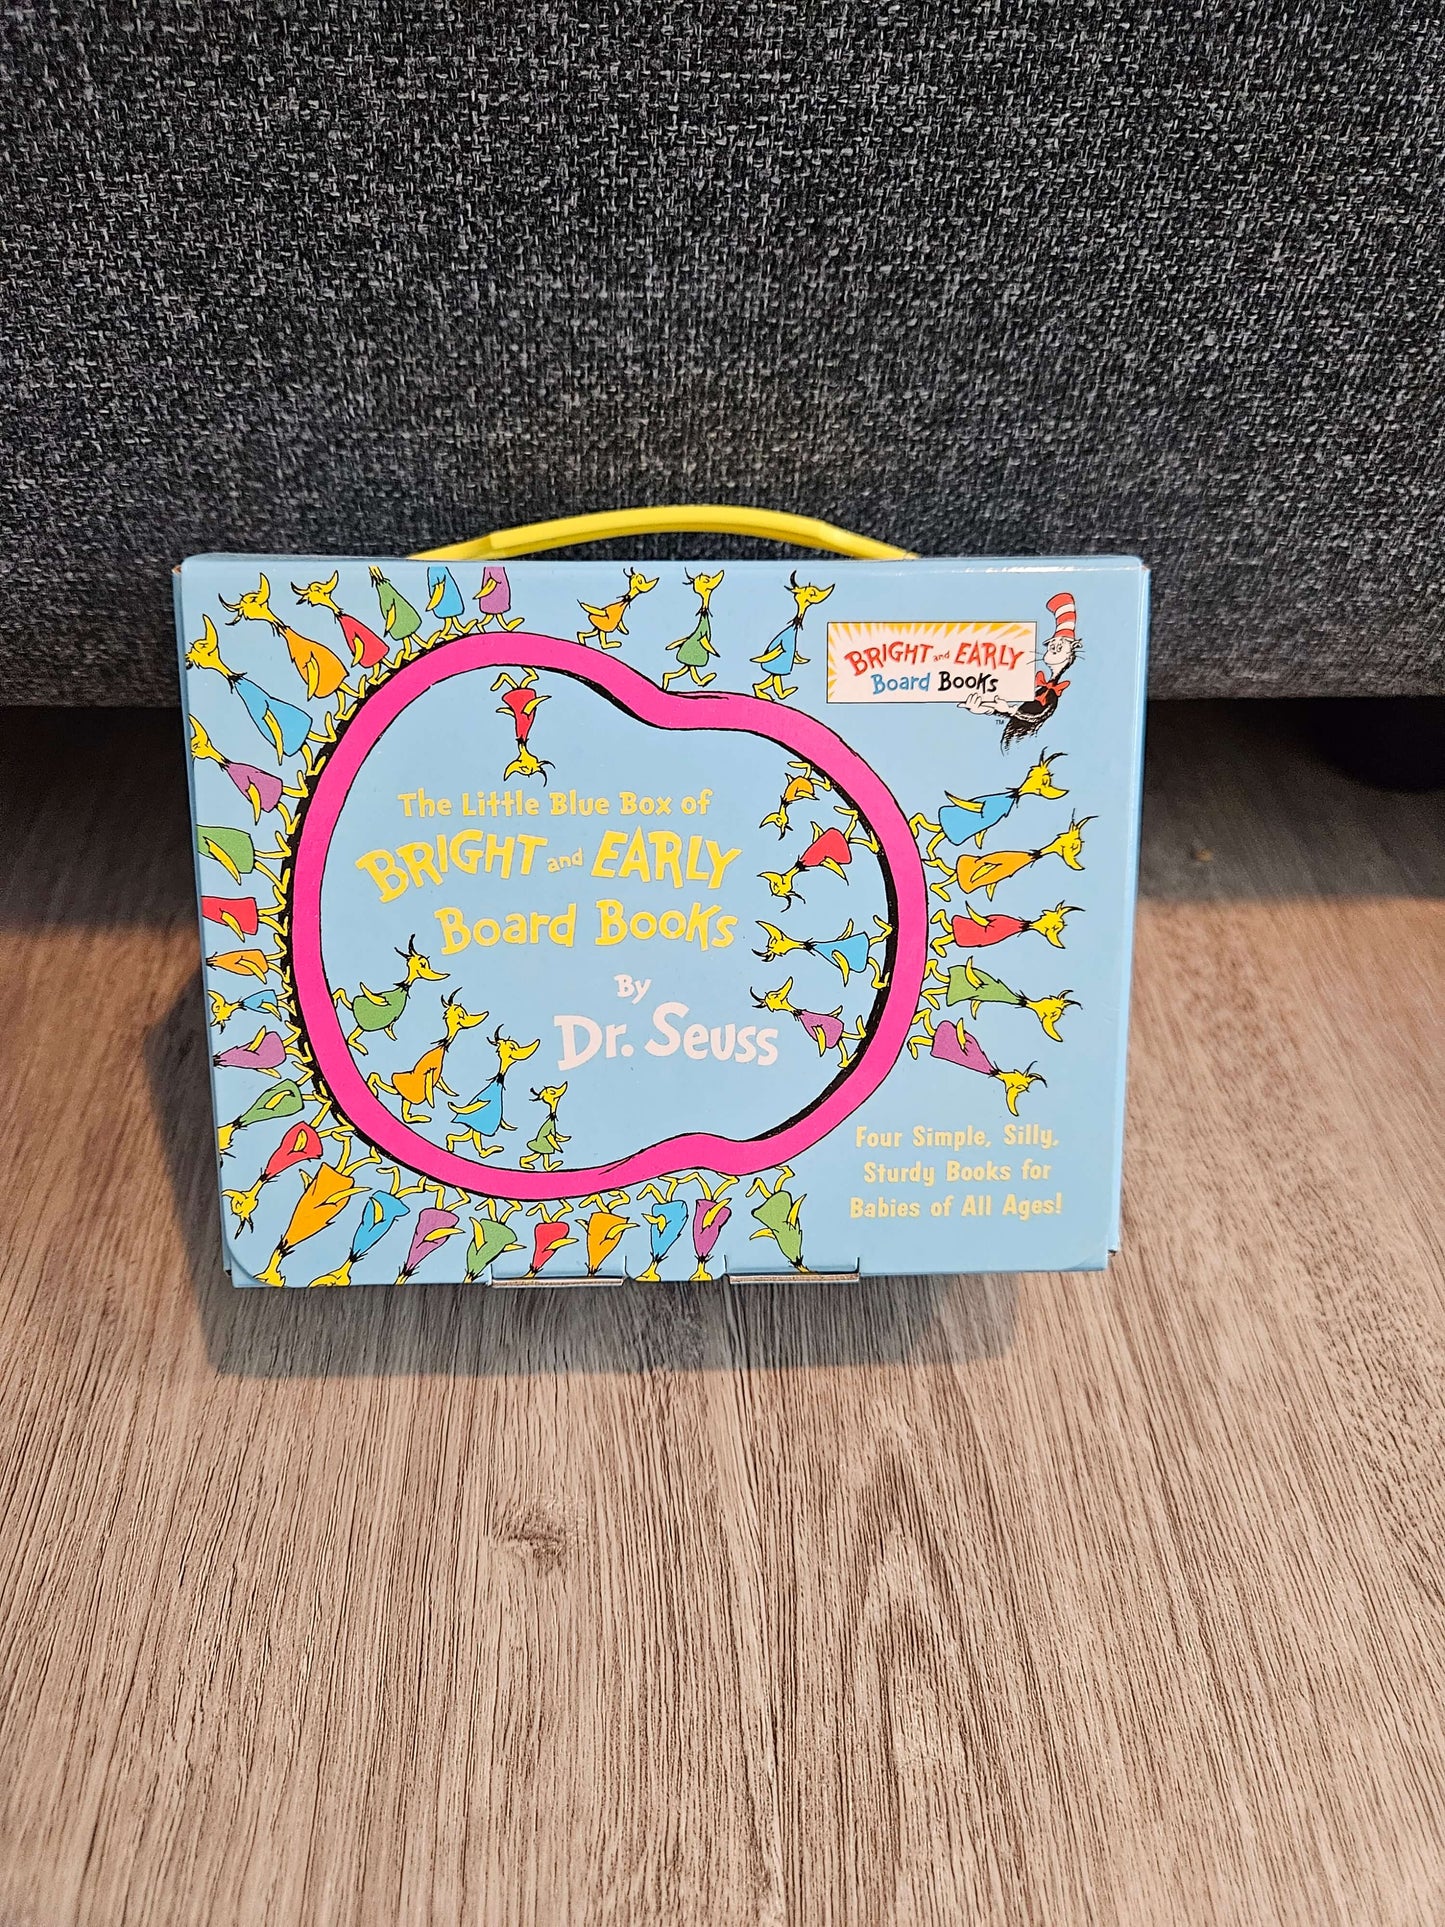 BRIGHT and EARLY
Board Books
TM
The Little Blue Box of
BRIGHT and EARLY
Board Books
By
Dr. Seuss
Four Simple, Silly,
Sturdy Books for
Babies of All Ages!